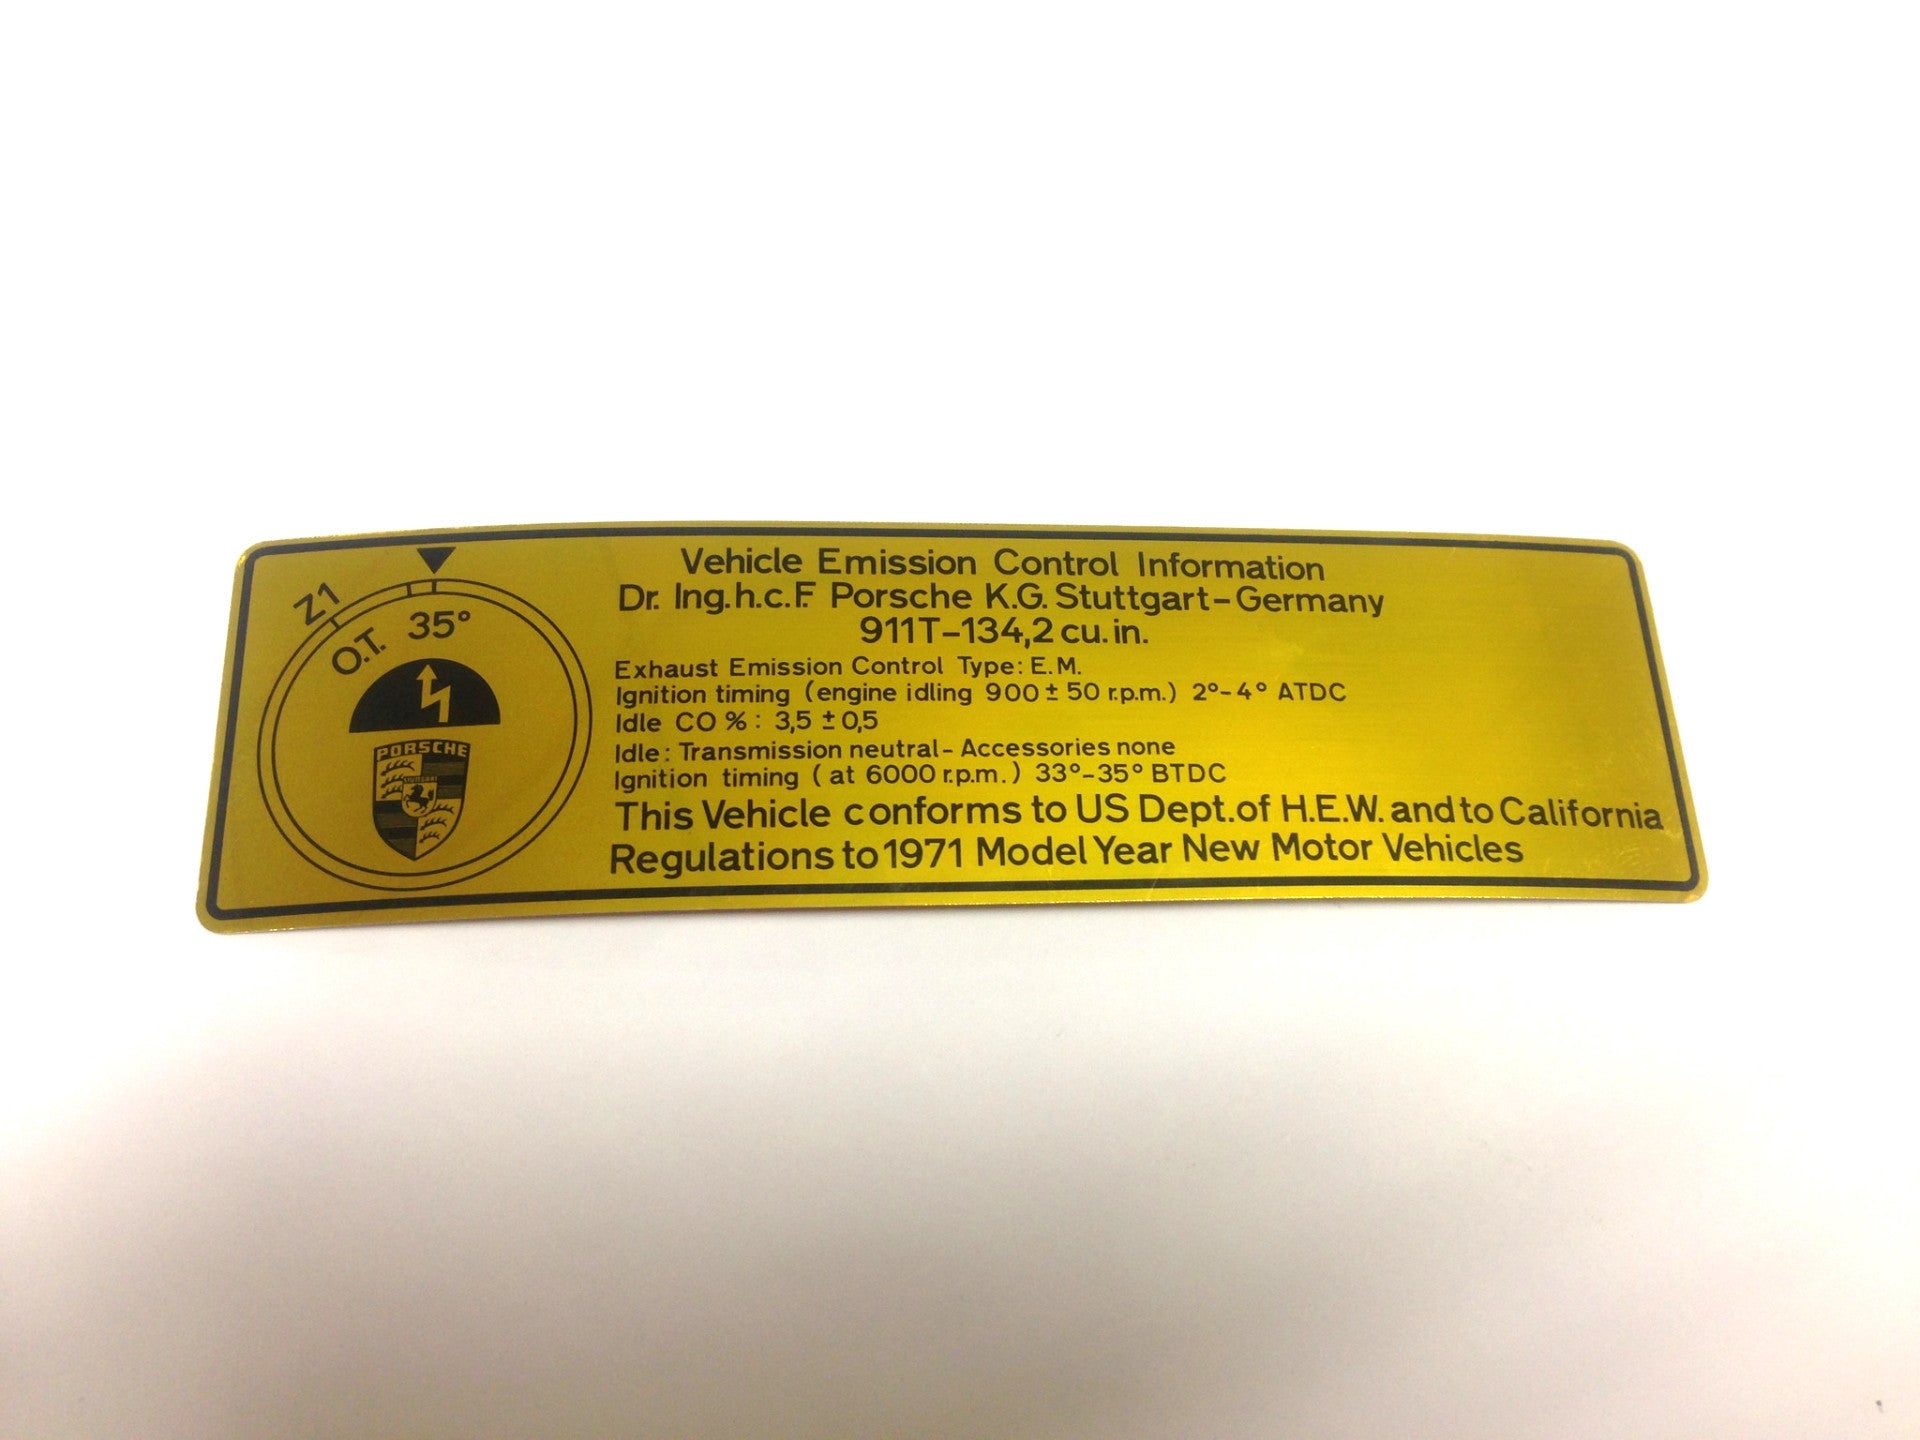 Vehicle Emission Control Information
Dr. Ing.h.c.F. Porsche K.G. Stuttgart-Germany
911T-134,2 cu. in.
Exhaust Emission Control Type: E.M.
Ignition timing (engine idling 900 ± 50 r.p.m.) 2°-4° ATDC
Idle CO % : 3,5 ± 0,5
Idle : Transmission neutral - Accessories none
Ignition timing ( at 6000 r.p.m. ) 33°-35° BTDC
This Vehicle conforms to US Dept. of H.E.W. and to California
Regulations to 1971 Model Year New Motor Vehicles
Z1
O.T. 35°
PORSCHE
STUTTGART